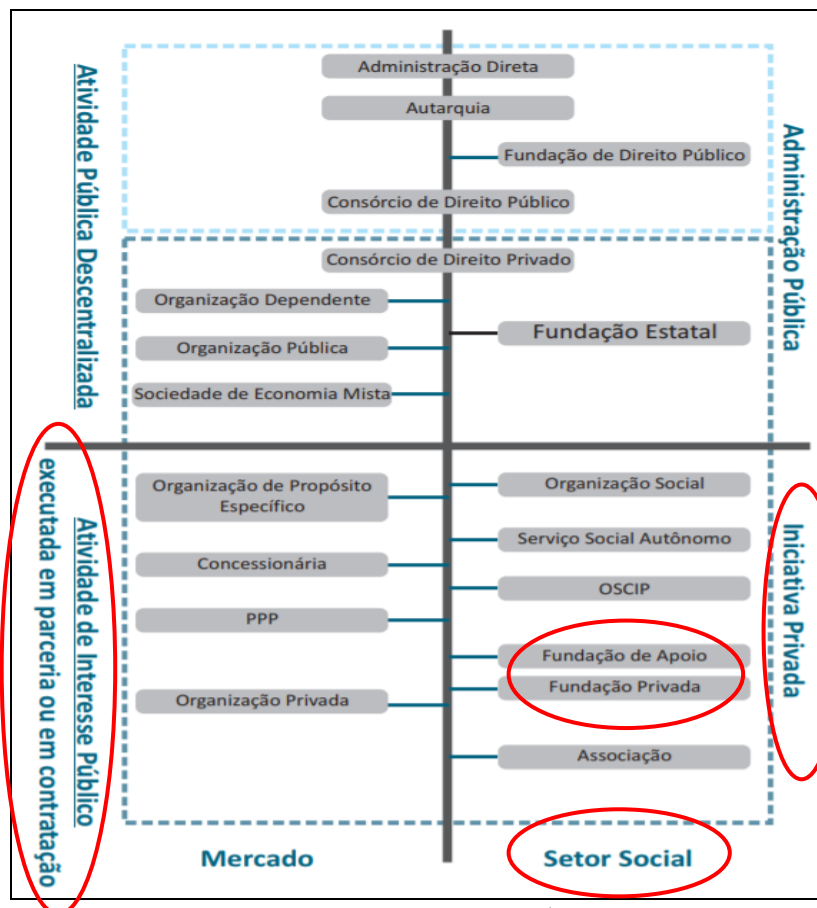 Administração Direta
Autarquia
Fundação de Direito Público
Consórcio de Direito Público
Atividade Pública Descentralizada
Administração Pública
Consórcio de Direito Privado
Organização Dependente
Fundação Estatal
Organização Pública
Sociedade de Economia Mista
Organização de Propósito
Específico
Organização Social
Serviço Social Autônomo
Concessionária
OSCIP
PPP
Fundação de Apoio
Fundação Privada
Organização Privada
Associação
Atividade de Interesse Público
executada em parceria ou em contratação
Iniciativa Privada
Mercado
Setor Social